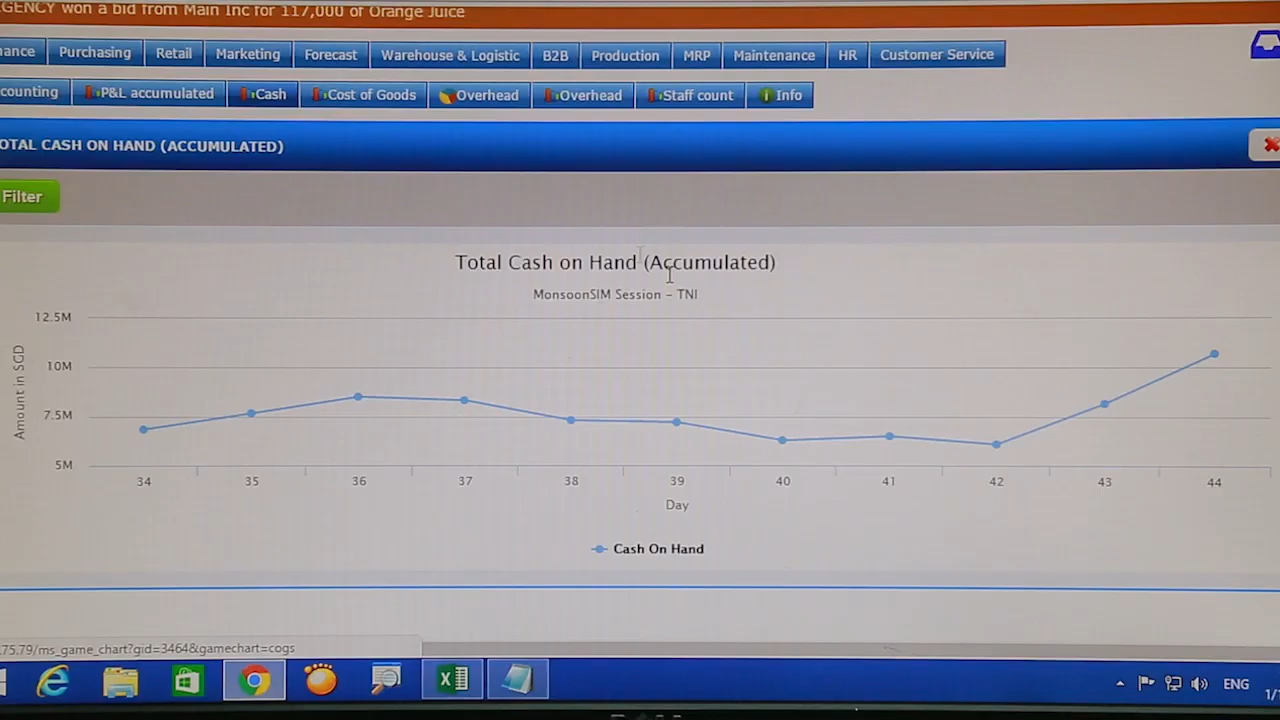 GENCY won a bid from Main Inc for 117,000 of Orange Juice
nance Purchasing Retail Marketing Forecast Warehouse & Logistic B2B Production MRP Maintenance HR Customer Service
counting P&L accumulated Cash Cost of Goods Overhead Overhead Staff count Info
OTAL CASH ON HAND (ACCUMULATED)
Filter
Total Cash on Hand (Accumulated)
MonsoonSIM Session - TNI
12.5M
10M
7.5M
5M
Amount in SGD
34 35 36 37 38 39 40 41 42 43 44
Day
Cash On Hand
.75.79/ms_game_chart?gid=3464&gamechart=cogs
ENG
1/